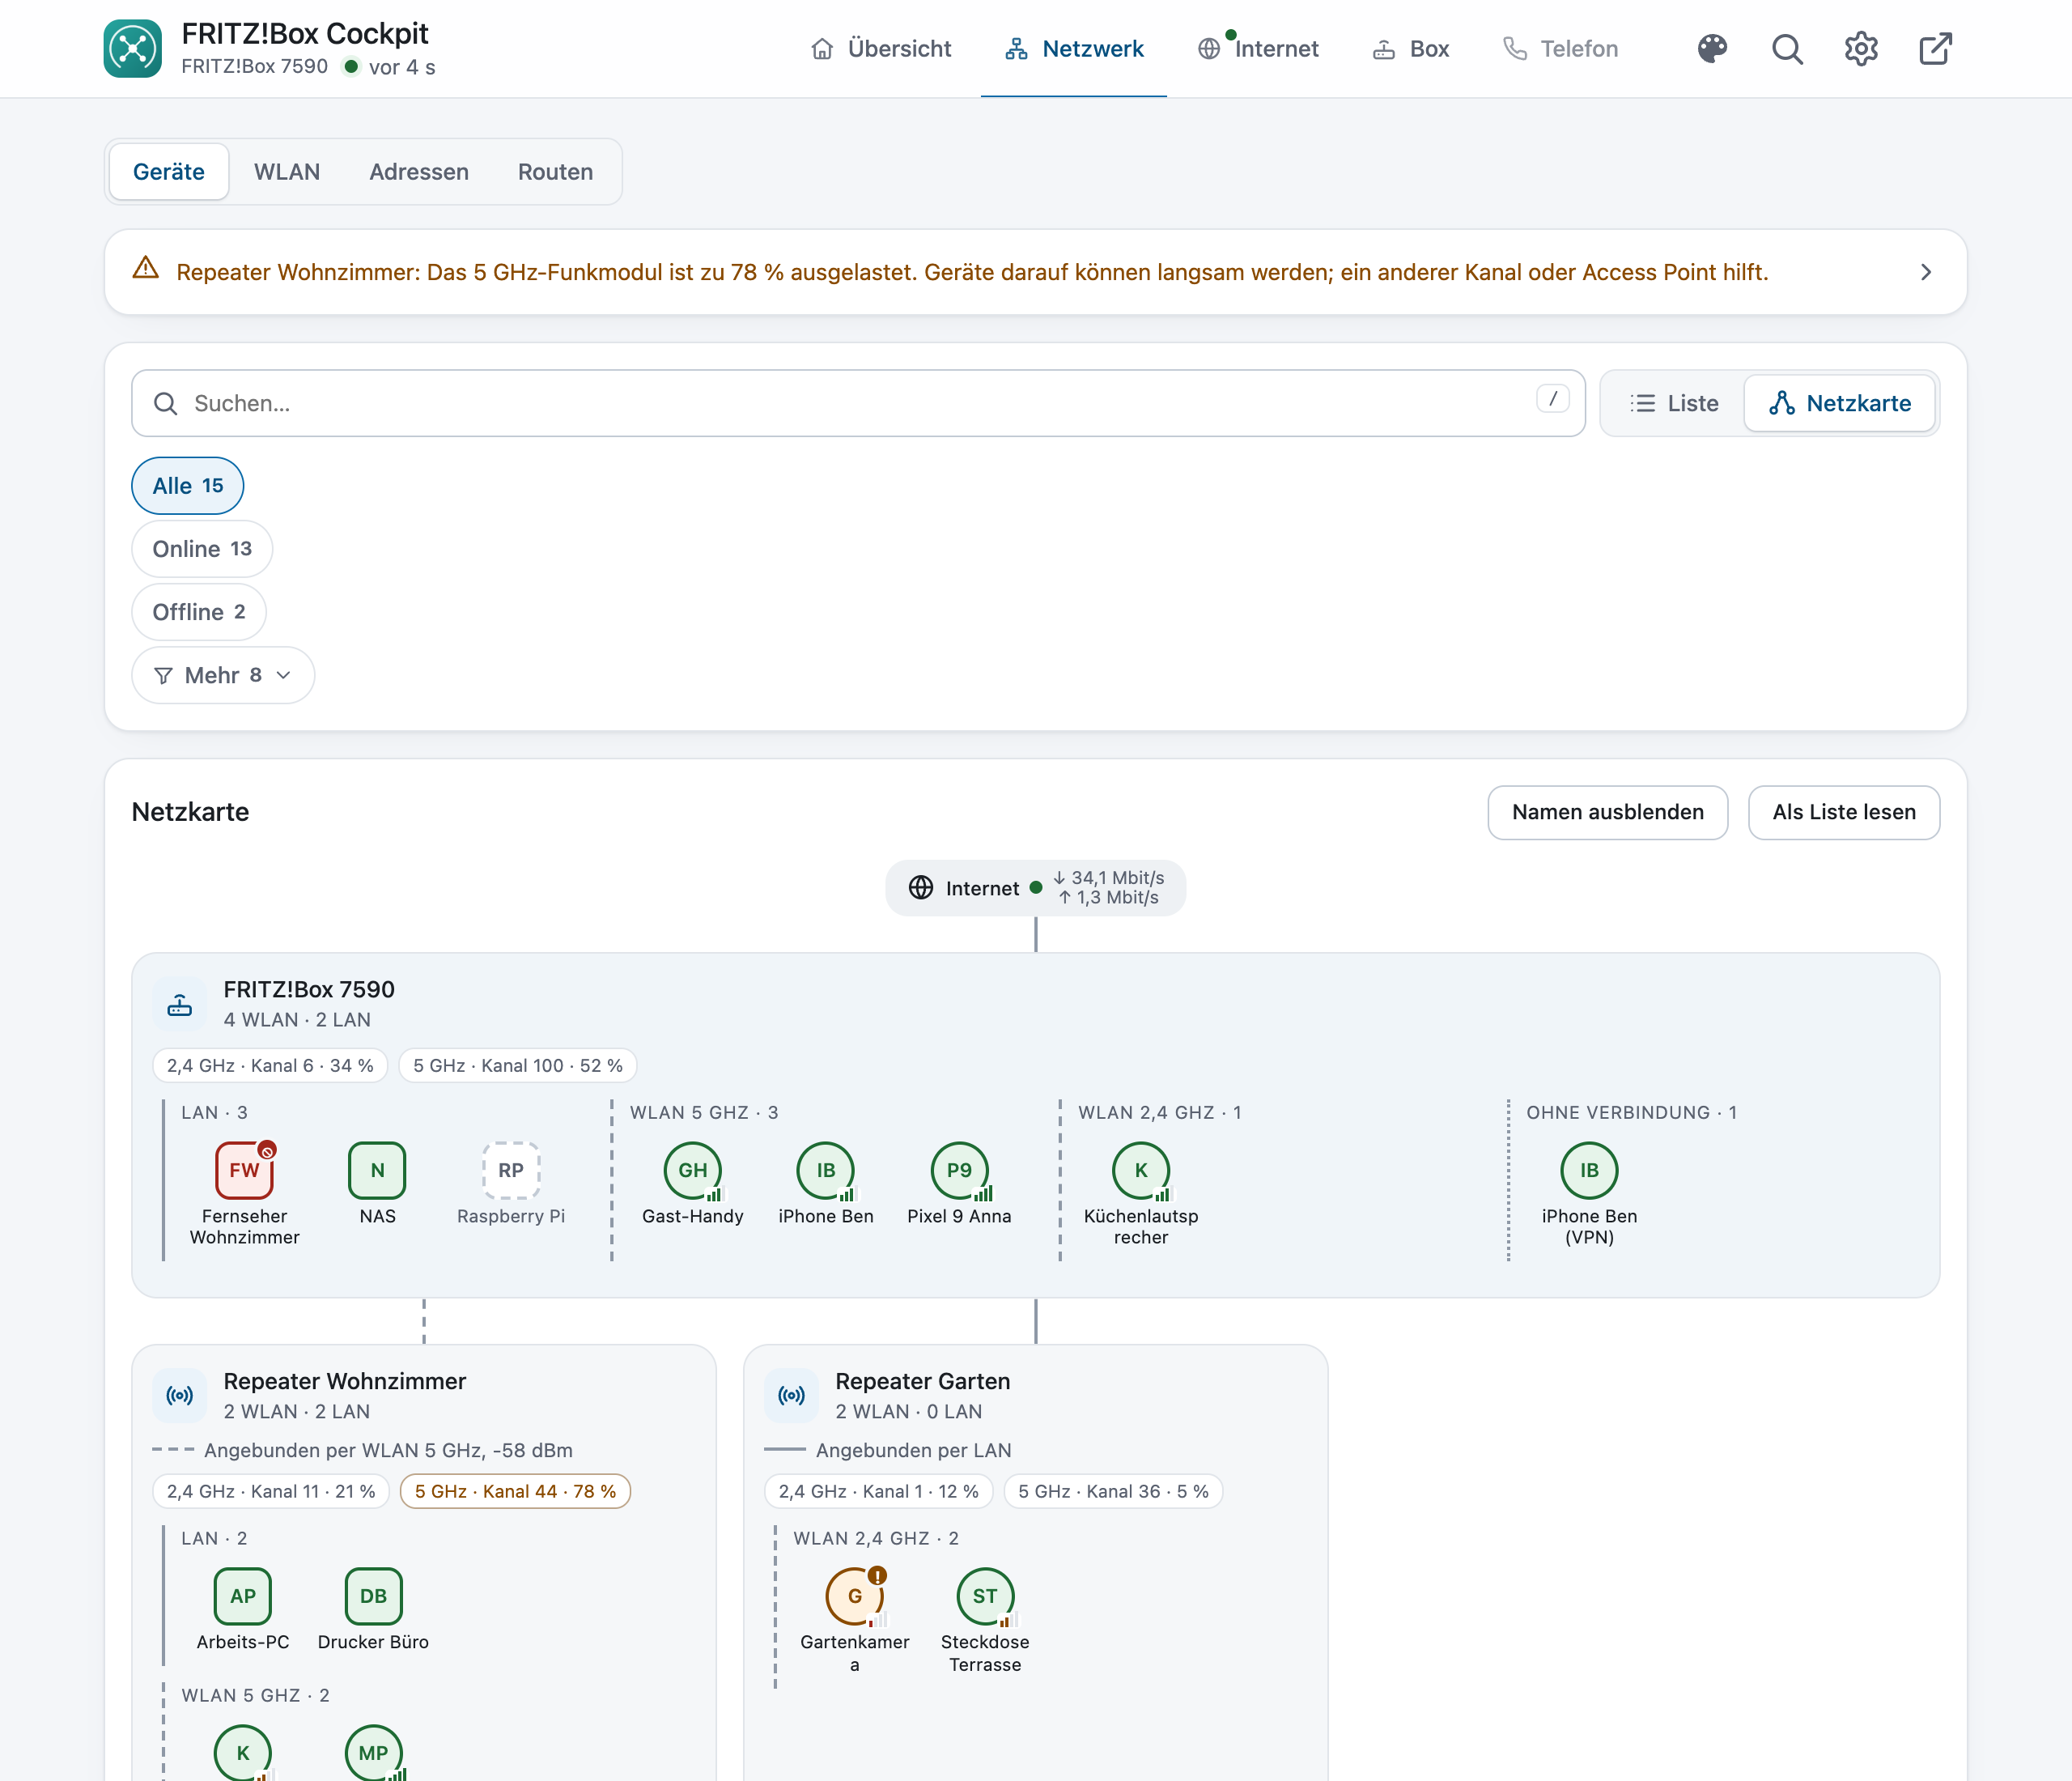 FRITZ!Box Cockpit
FRITZ!Box 7590 vor 4 s
Übersicht
Netzwerk
Internet
Box
Telefon
Geräte
WLAN
Adressen
Routen
Repeater Wohnzimmer: Das 5 GHz-Funkmodul ist zu 78 % ausgelastet. Geräte darauf können langsam werden; ein anderer Kanal oder Access Point hilft.
Suchen...
/
Liste
Netzkarte
Alle 15
Online 13
Offline 2
Mehr 8
Netzkarte
Namen ausblenden
Als Liste lesen
Internet
↓ 34,1 Mbit/s
↑ 1,3 Mbit/s
FRITZ!Box 7590
4 WLAN · 2 LAN
2,4 GHz · Kanal 6 · 34 %
5 GHz · Kanal 100 · 52 %
LAN · 3
FW
Fernseher
Wohnzimmer
N
NAS
RP
Raspberry Pi
WLAN 5 GHZ · 3
GH
Gast-Handy
IB
iPhone Ben
P9
Pixel 9 Anna
WLAN 2,4 GHZ · 1
K
Küchenlautsp
recher
OHNE VERBINDUNG · 1
IB
iPhone Ben
(VPN)
Repeater Wohnzimmer
2 WLAN · 2 LAN
Angebunden per WLAN 5 GHz, -58 dBm
2,4 GHz · Kanal 11 · 21 %
5 GHz · Kanal 44 · 78 %
LAN · 2
AP
Arbeits-PC
DB
Drucker Büro
WLAN 5 GHZ · 2
K
MP
Repeater Garten
2 WLAN · 0 LAN
Angebunden per LAN
2,4 GHz · Kanal 1 · 12 %
5 GHz · Kanal 36 · 5 %
WLAN 2,4 GHZ · 2
G
!
Gartenkamer
a
ST
Steckdose
Terrasse